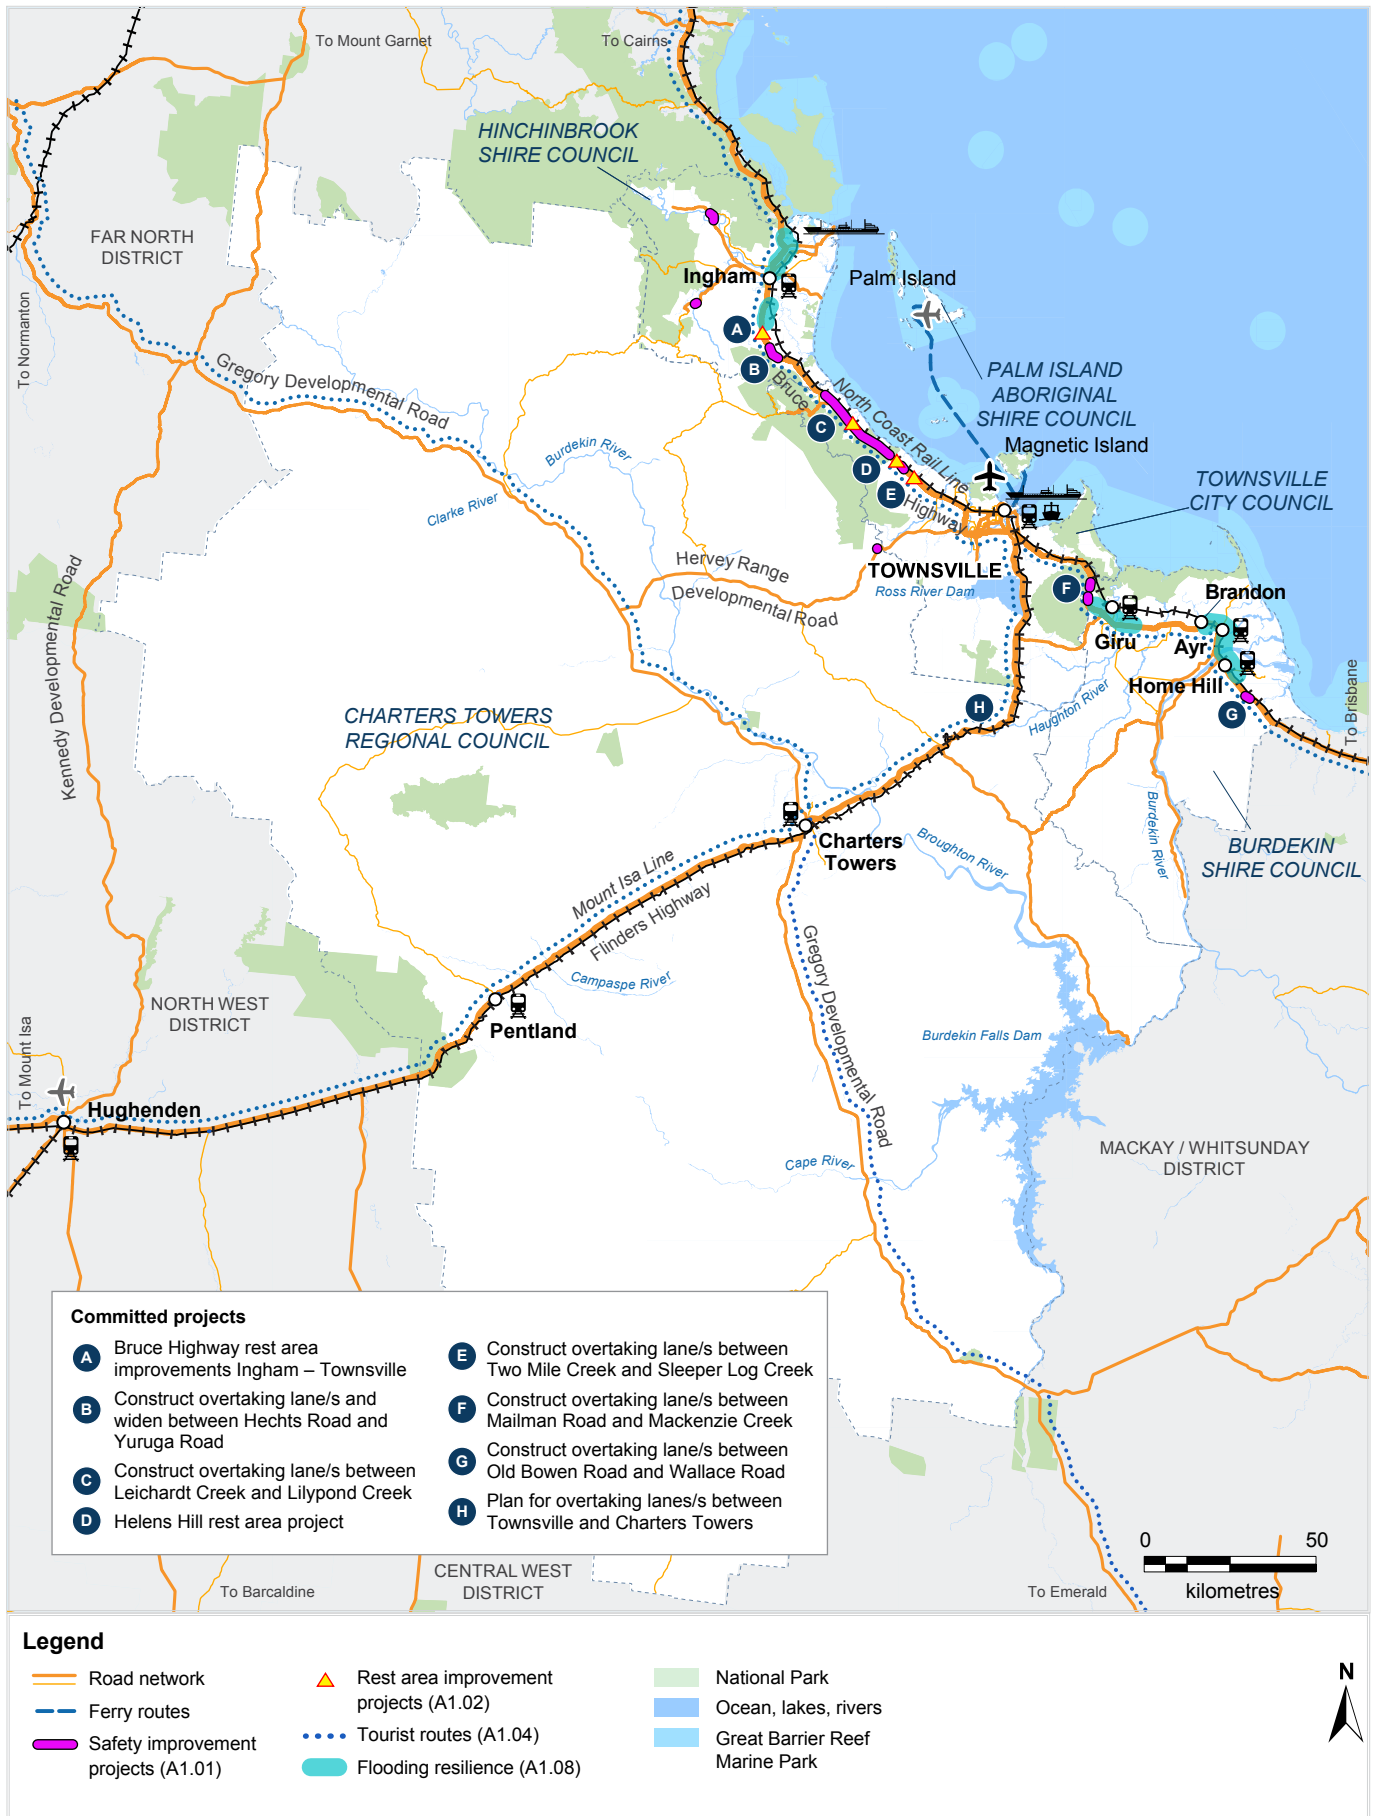 To Mount Garnet
To Cairns
HINCHINBROOK
SHIRE COUNCIL
FAR NORTH
DISTRICT
Ingham
Palm Island
To Normanton
A
B
PALM ISLAND
ABORIGINAL
SHIRE COUNCIL
Gregory Developmental Road
Bruce
North Coast Rail Line
C
Magnetic Island
Burdekin River
D
TOWNSVILLE
CITY COUNCIL
E
Highway
Clarke River
Hervey Range
Developmental Road
TOWNSVILLE
Ross River Dam
F
Brandon
Giru
Ayr
Kennedy Developmental Road
Home Hill
H
Haughton River
G
To Brisbane
CHARTERS TOWERS
REGIONAL COUNCIL
Burdekin River
Charters
Towers
Broughton River
BURDEKIN
SHIRE COUNCIL
Mount Isa Line
Flinders Highway
Gregory Developmental Road
Campaspe River
NORTH WEST
DISTRICT
Pentland
Burdekin Falls Dam
To Mount Isa
Hughenden
MACKAY / WHITSUNDAY
DISTRICT
Cape River
Committed projects
A
Bruce Highway rest area
improvements Ingham – Townsville
B
Construct overtaking lane/s and
widen between Hechts Road and
Yuruga Road
C
Construct overtaking lane/s between
Leichardt Creek and Lilypond Creek
D
Helens Hill rest area project
E
Construct overtaking lane/s between
Two Mile Creek and Sleeper Log Creek
F
Construct overtaking lane/s between
Mailman Road and Mackenzie Creek
G
Construct overtaking lane/s between
Old Bowen Road and Wallace Road
H
Plan for overtaking lanes/s between
Townsville and Charters Towers
0 50
kilometres
CENTRAL WEST
DISTRICT
To Barcaldine
To Emerald
Legend
Road network
Ferry routes
Safety improvement
projects (A1.01)
Rest area improvement
projects (A1.02)
Tourist routes (A1.04)
Flooding resilience (A1.08)
National Park
Ocean, lakes, rivers
Great Barrier Reef
Marine Park
N